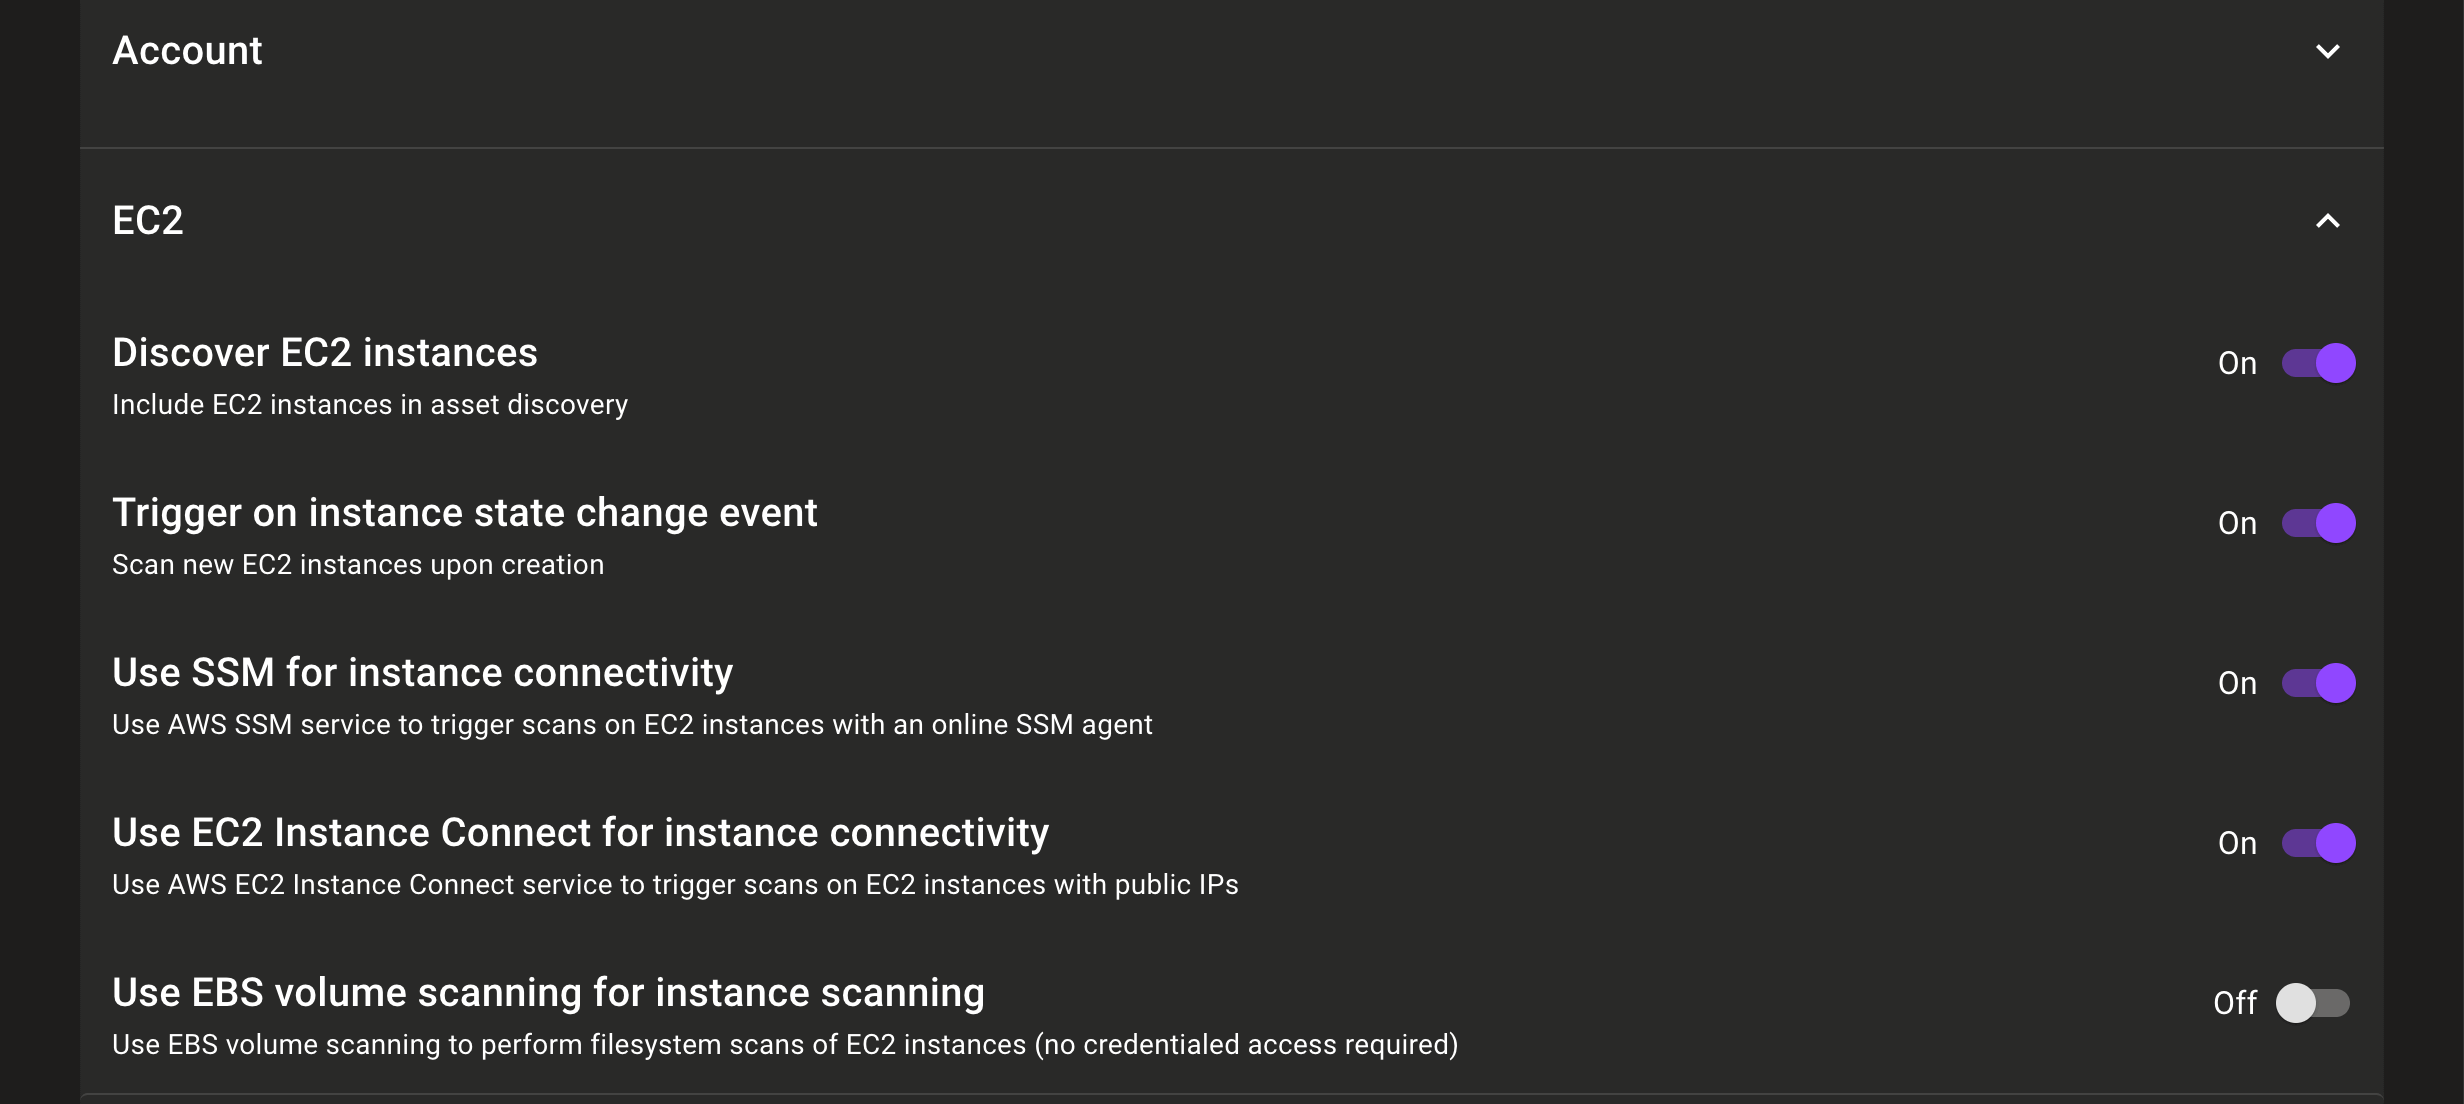 Account
EC2
Discover EC2 instances
On
Include EC2 instances in asset discovery
Trigger on instance state change event
On
Scan new EC2 instances upon creation
Use SSM for instance connectivity
On
Use AWS SSM service to trigger scans on EC2 instances with an online SSM agent
Use EC2 Instance Connect for instance connectivity
On
Use AWS EC2 Instance Connect service to trigger scans on EC2 instances with public IPs
Use EBS volume scanning for instance scanning
Off
Use EBS volume scanning to perform filesystem scans of EC2 instances (no credentialed access required)